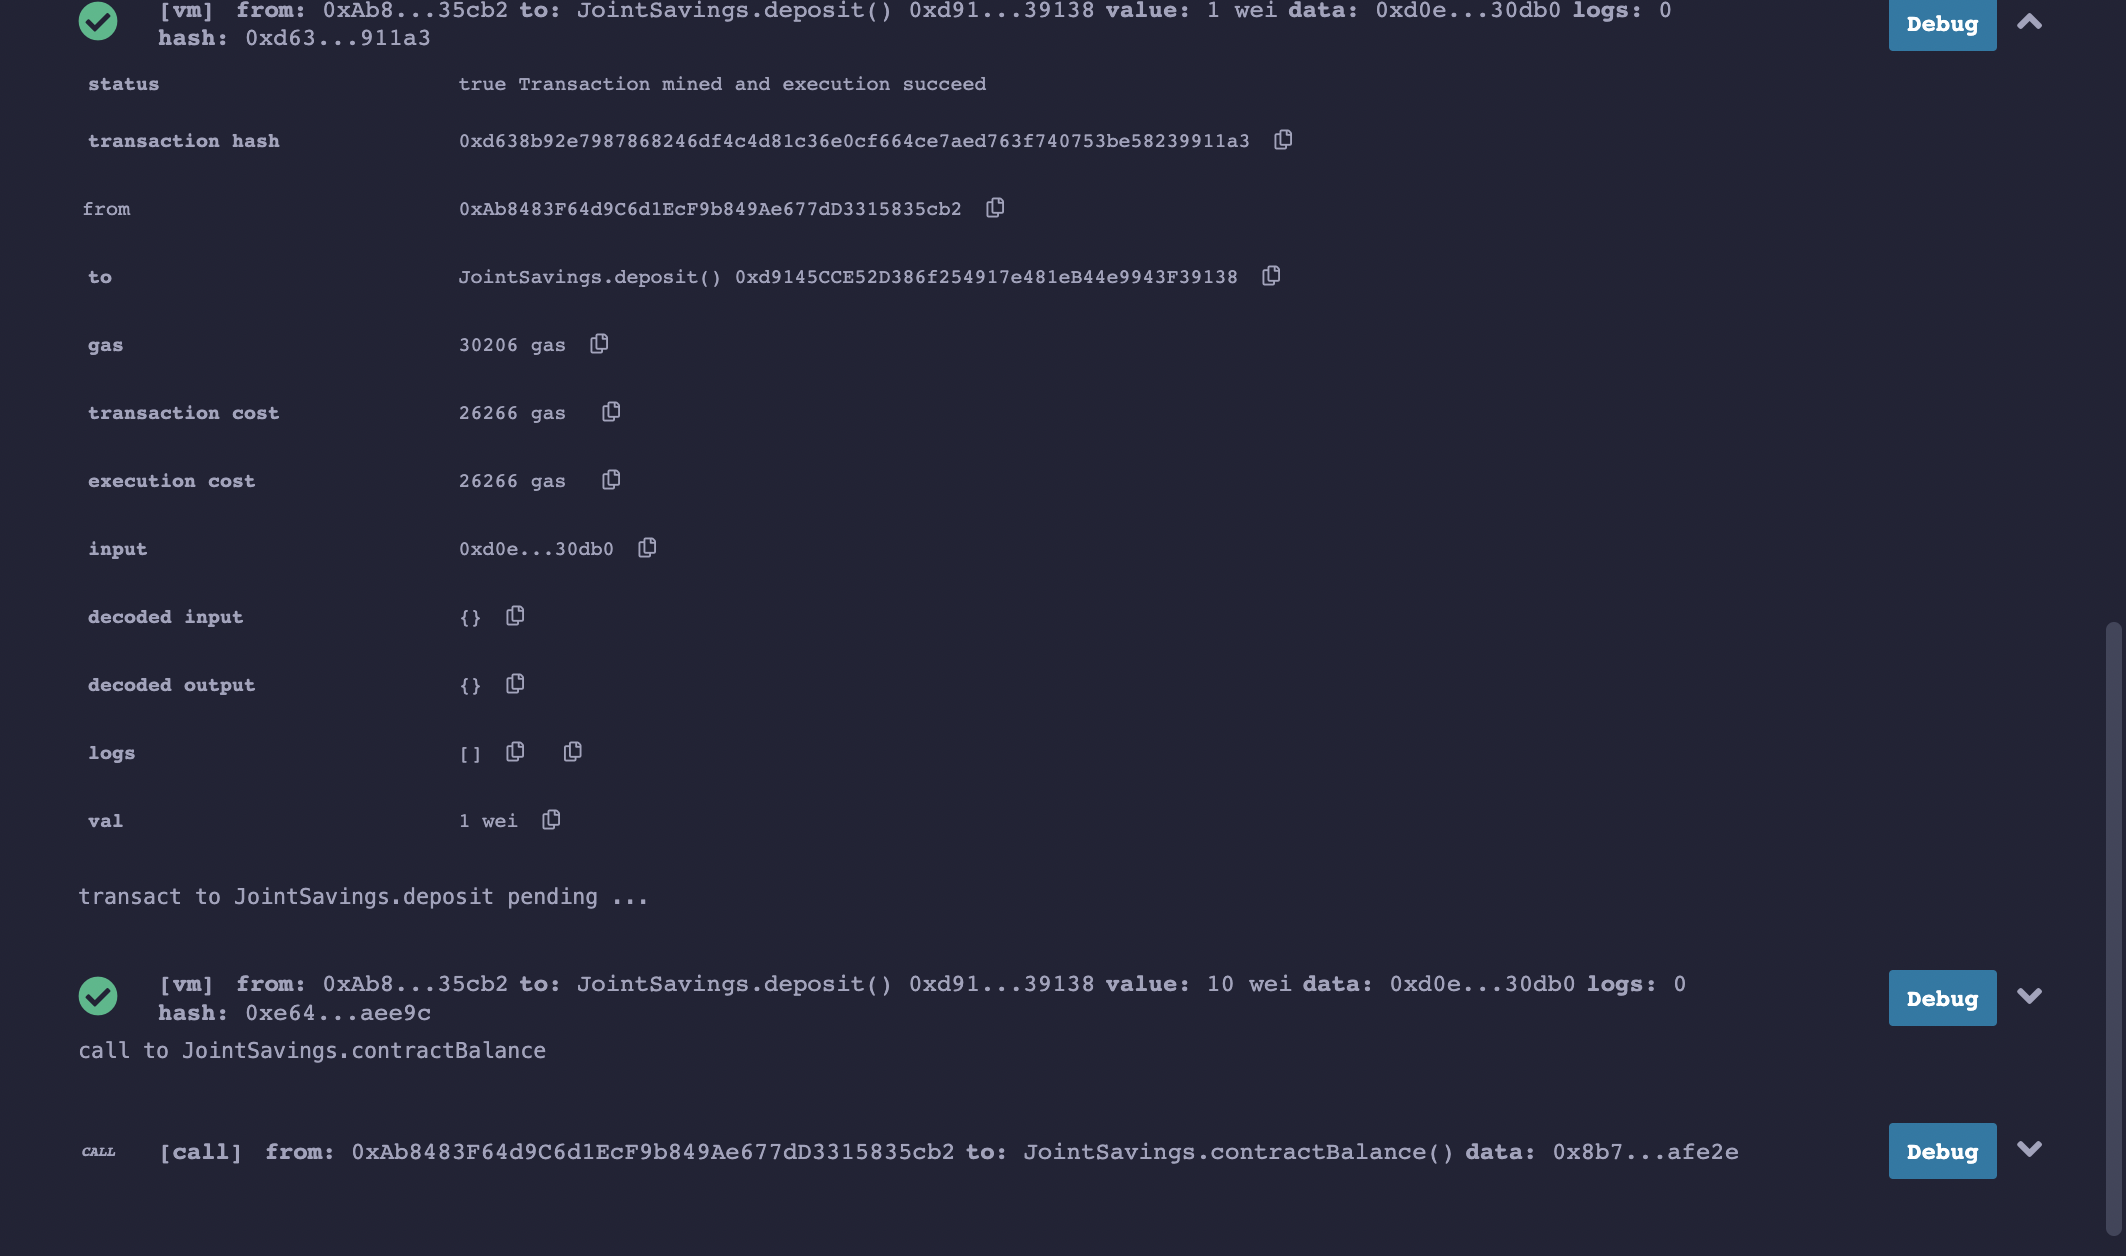 [vm] from: 0xAb8...35cb2 to: JointSavings.deposit() 0xd91...39138 value: 1 wei data: 0xd0e...30db0 logs: 0
hash: 0xd63...911a3
Debug
status true Transaction mined and execution succeed
transaction hash 0xd638b92e7987868246df4c4d81c36e0cf664ce7aed763f740753be58239911a3
from 0xAb8483F64d9C6d1EcF9b849Ae677dD3315835cb2
to JointSavings.deposit() 0xd9145CCE52D386f254917e481eB44e9943F39138
gas 30206 gas
transaction cost 26266 gas
execution cost 26266 gas
input 0xd0e...30db0
decoded input {}
decoded output {}
logs []
val 1 wei
transact to JointSavings.deposit pending ...
[vm] from: 0xAb8...35cb2 to: JointSavings.deposit() 0xd91...39138 value: 10 wei data: 0xd0e...30db0 logs: 0
hash: 0xe64...aee9c
Debug
call to JointSavings.contractBalance
CALL [call] from: 0xAb8483F64d9C6d1EcF9b849Ae677dD3315835cb2 to: JointSavings.contractBalance() data: 0x8b7...afe2e
Debug